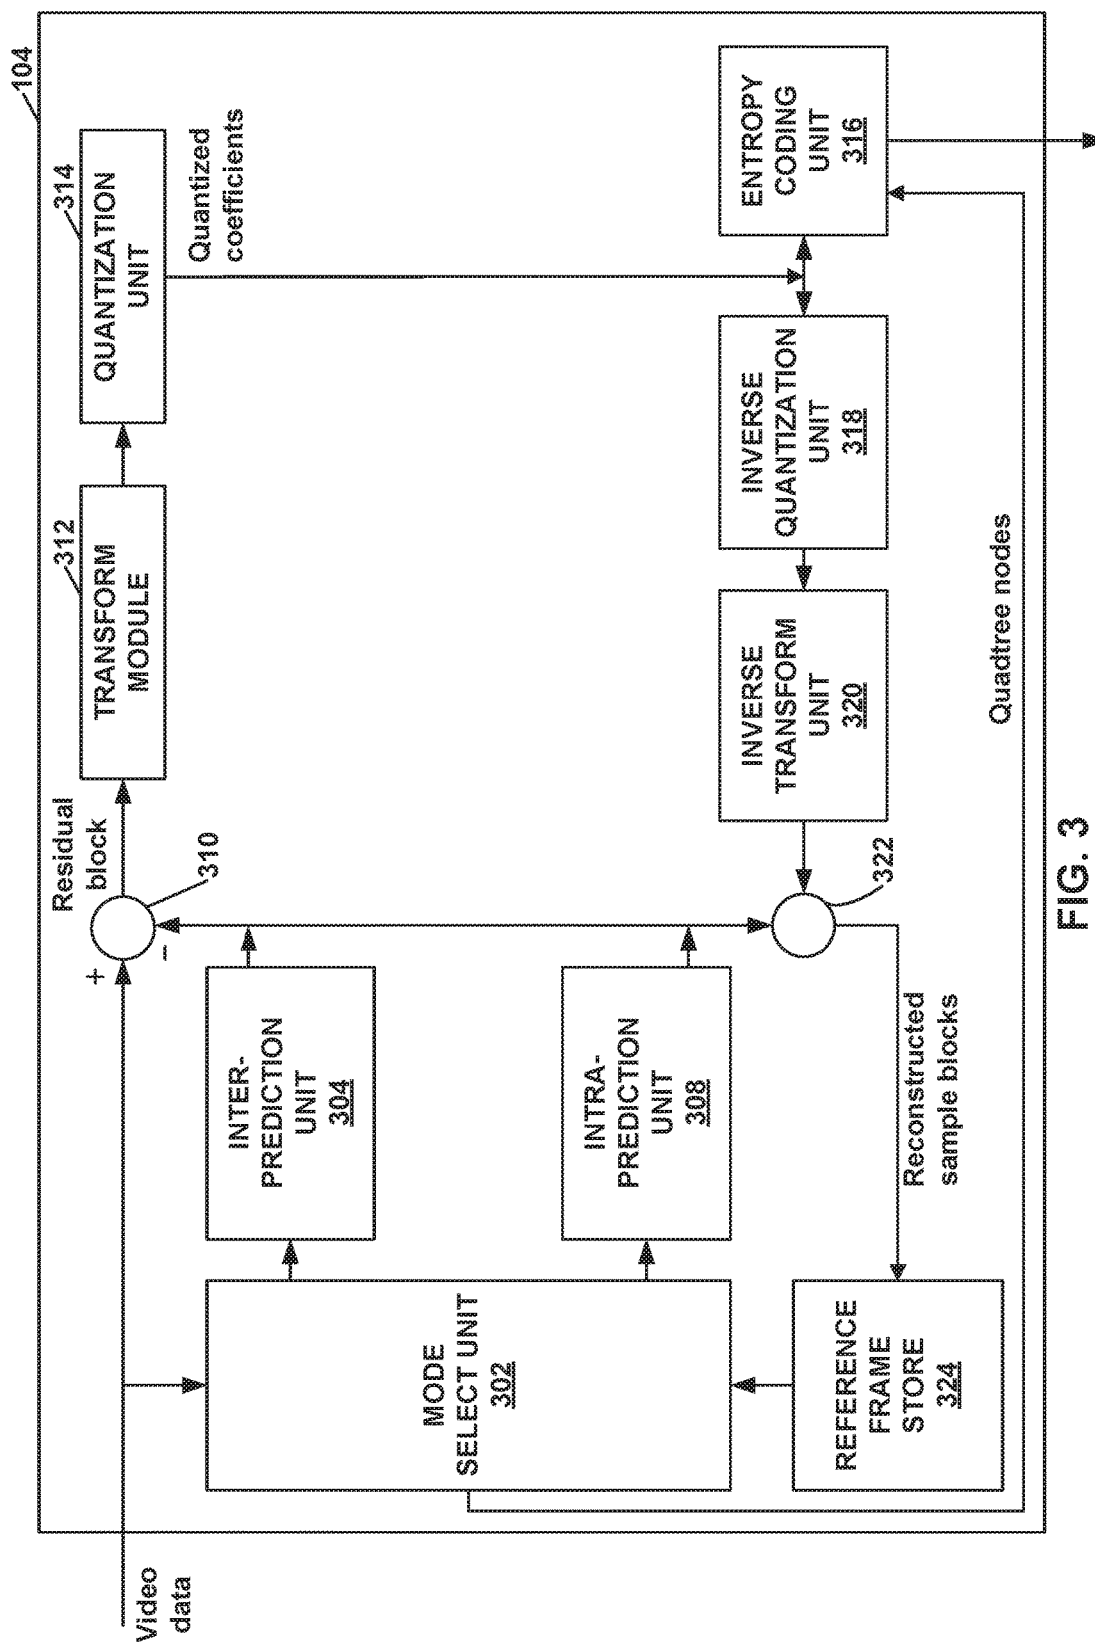 104
Video
data
+
−
Residual
block
310
312
TRANSFORM
MODULE
314
QUANTIZATION
UNIT
Quantized
coefficients
MODE
SELECT UNIT
302
INTER-
PREDICTION
UNIT
304
INTRA-
PREDICTION
UNIT
308
322
INVERSE
TRANSFORM
UNIT
320
INVERSE
QUANTIZATION
UNIT
318
ENTROPY
CODING
UNIT
316
REFERENCE
FRAME
STORE
324
Reconstructed
sample blocks
Quadtree nodes
FIG. 3